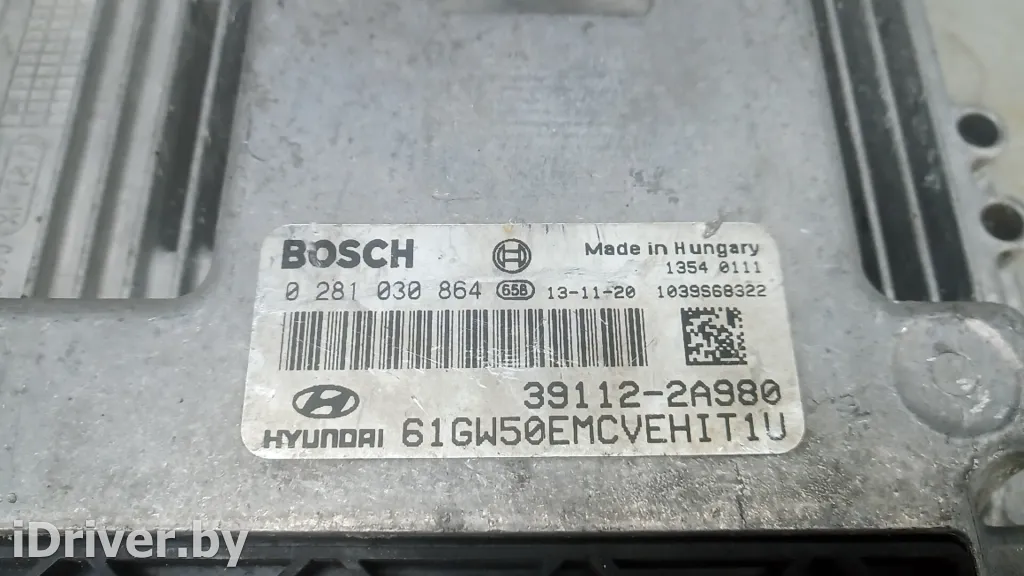 BOSCH
Made in Hungary
1354 0111
0 281 030 864 658 13-11-20 1039S68322
39112-2A980
HYUNDAI 61GW50EMCVEHIT1U
iDriver.by